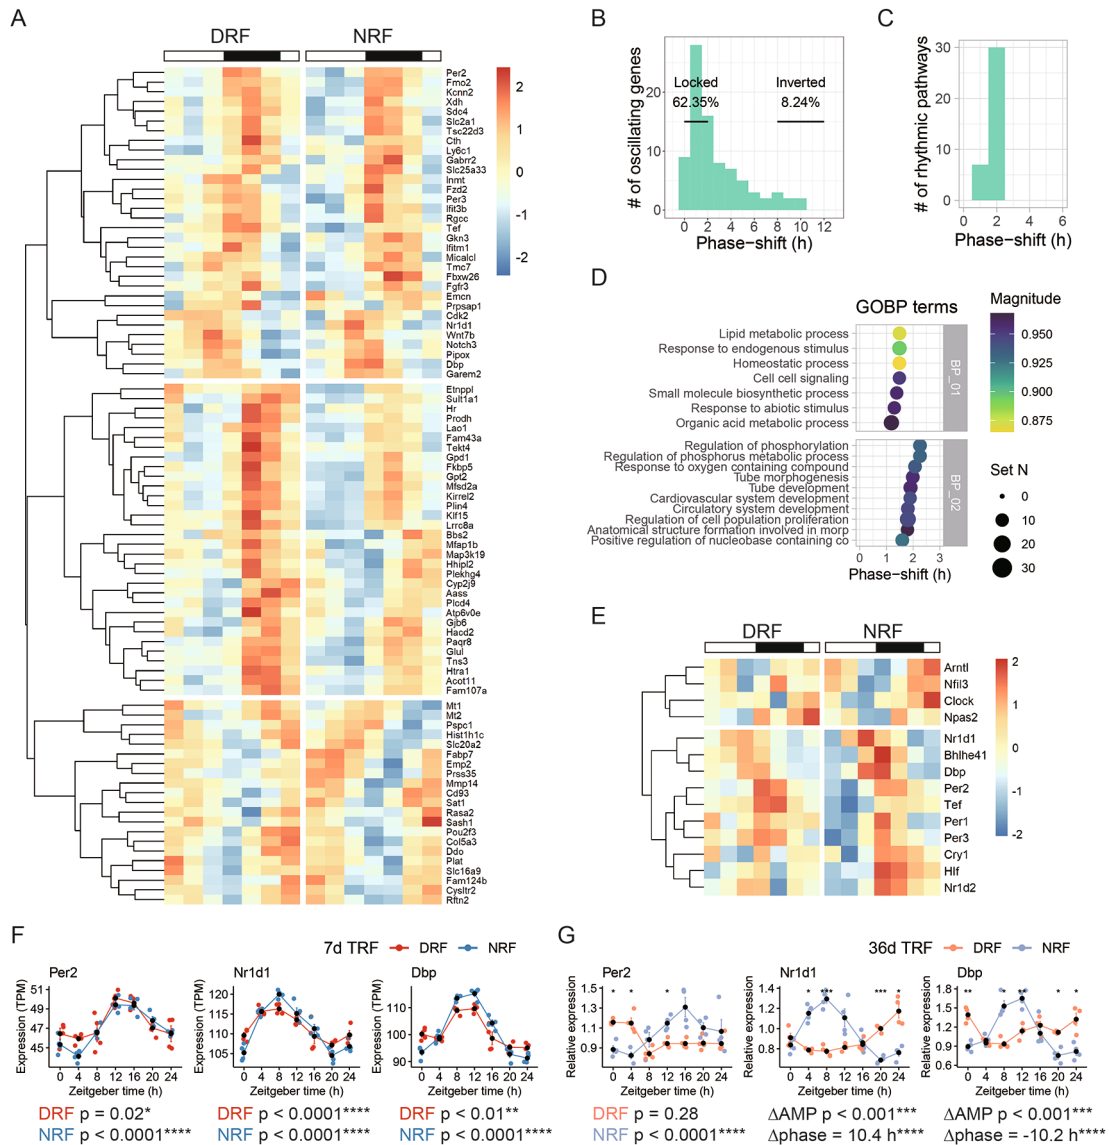 A
DRF
NRF
Per2
Fmo2
Kcnn2
Xdh
Sdc4
Slc2a1
Tsc22d3
Cth
Ly6c1
Gabrr2
Slc25a33
Inmt
Fzd2
Per3
Ifit3b
Rgcc
Tef
Gkn3
Ifitm1
Micalcl
Tmc7
Fbxw26
Fgfr3
Emcn
Prpsap1
Cdk2
Nr1d1
Wnt7b
Notch3
Pipox
Dbp
Garem2
Etnppl
Sult1a1
Hr
Prodh
Lao1
Fam43a
Tekt4
Gpd1
Fkbp5
Gpt2
Mfsd2a
Kirrel2
Plin4
Klf15
Lrrc8a
Bbs2
Mfap1b
Map3k19
Hhipl2
Plekhg4
Cyp2j9
Aass
Plcd4
Atp6v0e
Gjb6
Hacd2
Paqr8
Glul
Tns3
Htra1
Acot11
Fam107a
Mt1
Mt2
Pspc1
Hist1h1c
Slc20a2
Fabp7
Emp2
Prss35
Mmp14
Cd93
Sat1
Rasa2
Sash1
Pou2f3
Col5a3
Ddo
Plat
Slc16a9
Fam124b
Cysltr2
Rftn2
2
1
0
-1
-2
B
# of oscillating genes
20
10
0
Locked
62.35%
Inverted
8.24%
0 2 4 6 8 10 12
Phase-shift (h)
C
# of rhythmic pathways
30
20
10
0
0 2 4 6
Phase-shift (h)
D
GOBP terms
Lipid metabolic process
Response to endogenous stimulus
Homeostatic process
Cell cell signaling
Small molecule biosynthetic process
Response to abiotic stimulus
Organic acid metabolic process
BP_01
Regulation of phosphorylation
Regulation of phosphorus metabolic process
Response to oxygen containing compound
Tube morphogenesis
Tube development
Cardiovascular system development
Circulatory system development
Regulation of cell population proliferation
Anatomical structure formation involved in morp
Positive regulation of nucleobase containing co
BP_02
0 1 2 3
Phase-shift (h)
Magnitude
0.950
0.925
0.900
0.875
Set N
0
10
20
30
E
DRF
NRF
Arntl
Nfil3
Clock
Npas2
Nr1d1
Bhlhe41
Dbp
Per2
Tef
Per1
Per3
Cry1
Hlf
Nr1d2
2
1
0
-1
-2
F
7d TRF DRF NRF
Per2
Expression (TPM)
51
49
47
45
0 4 8 12 16 20 24
Zeitgeber time (h)
DRF p = 0.02*
NRF p < 0.0001****
Nr1d1
Expression (TPM)
120
115
110
105
0 4 8 12 16 20 24
Zeitgeber time (h)
DRF p < 0.0001****
NRF p < 0.0001****
Dbp
Expression (TPM)
110
100
90
0 4 8 12 16 20 24
Zeitgeber time (h)
DRF p < 0.01**
NRF p < 0.0001****
G
36d TRF DRF NRF
Per2
Relative expression
1.5
1.3
1.1
0.9
* * *
0 4 8 12 16 20 24
Zeitgeber time (h)
DRF p = 0.28
NRF p < 0.0001****
Nr1d1
Relative expression
1.4
1.2
1.0
0.8
*** *
0 4 8 12 16 20 24
Zeitgeber time (h)
ΔAMP p < 0.001***
Δphase = 10.4 h****
Dbp
Relative expression
1.8
1.5
1.2
0.9
0.6
** * ** * *
0 4 8 12 16 20 24
Zeitgeber time (h)
ΔAMP p < 0.001***
Δphase = -10.2 h****